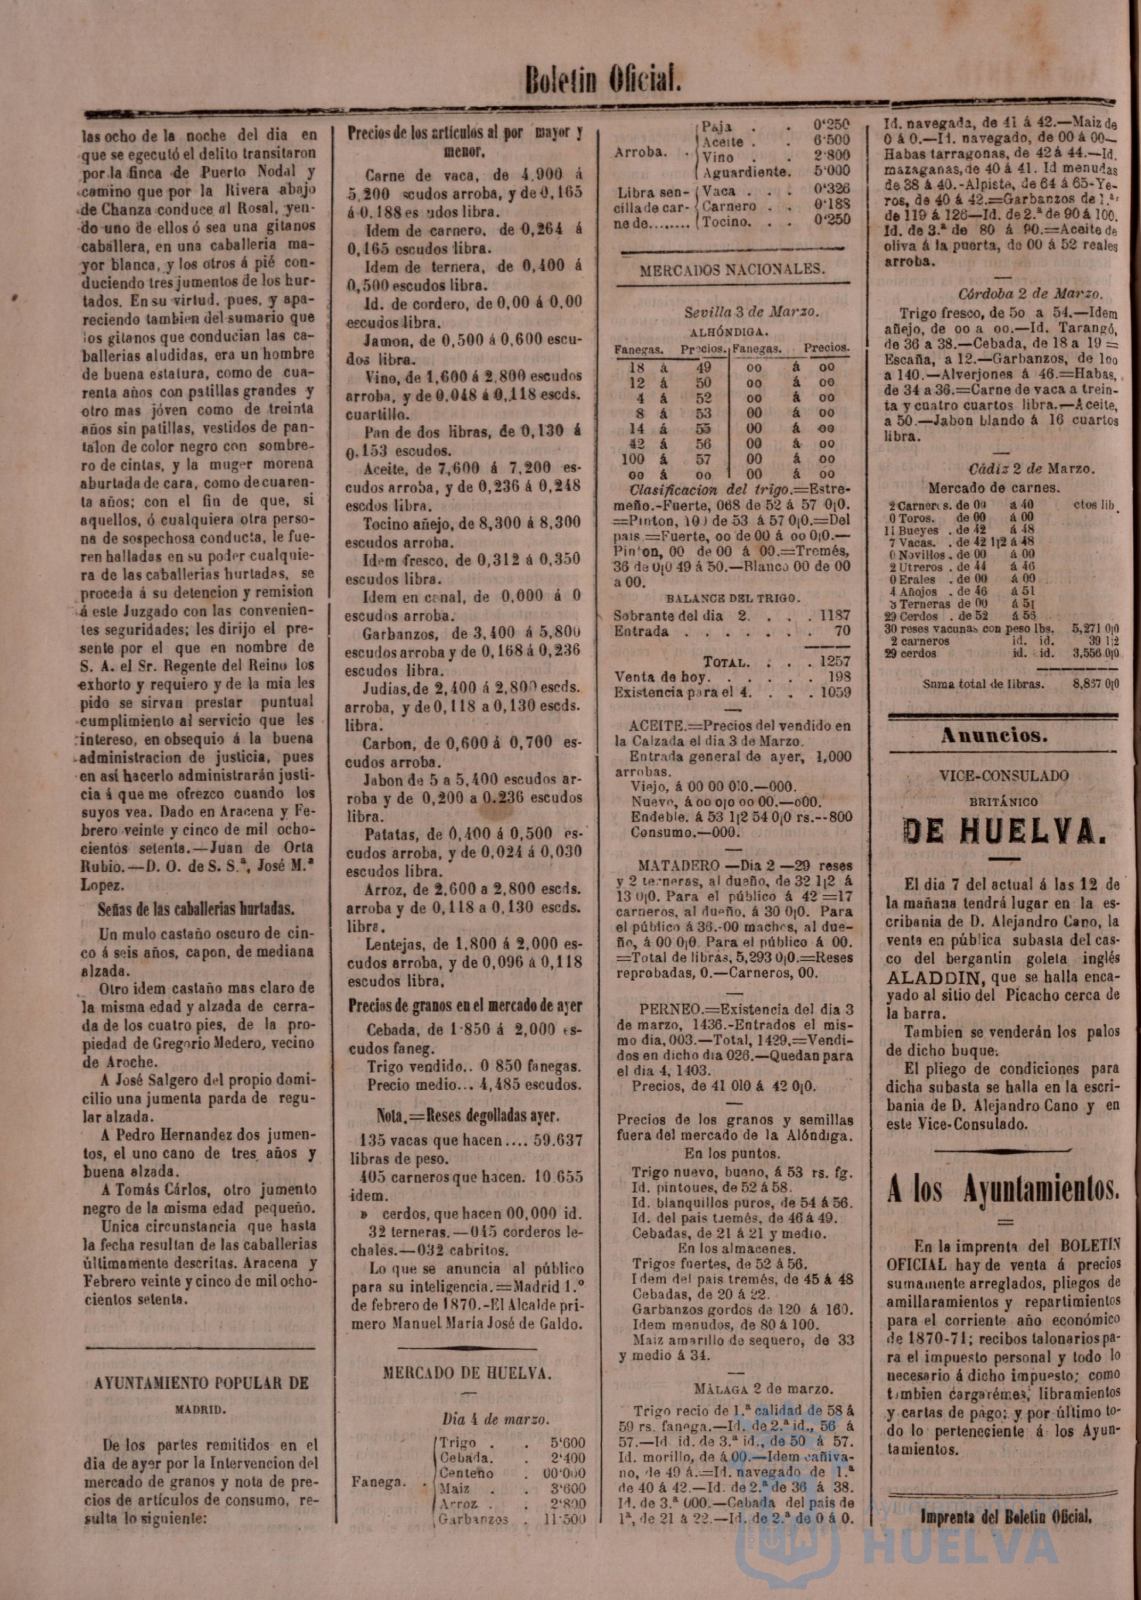 Boletin Oficial.
las ocho de la noche del dia en
que se egecutó el delito transitaron
por la finca de Puerto Nodal y
camino que por la Rivera abajo
de Chanza conduce al Rosal, yen-
do uno de ellos ó sea una gitanos
caballera, en una caballeria ma-
yor blanca, y los otros á pié con-
duciendo tres jumentos de los hur-
tados. En su virtud, pues, y apa-
reciendo tambien del sumario que
los gitanos que conducian las ca-
ballerias aludidas, era un hombre
de buena estatura, como de cua-
renta años con patillas grandes y
otro mas jóven como de treinta
años sin patillas, vestidos de pan-
talon de color negro con sombre-
ro de cintas, y la muger morena
aburtada de cara, como de cuaren-
ta años; con el fin de que, si
aquellos, ó cualquiera otra perso-
na de sospechosa conducta, le fue-
ren halladas en su poder cualquie-
ra de las caballerias hurtadas, se
proceda á su detencion y remision
á este Juzgado con las convenien-
tes seguridades; les dirijo el pre-
sente por el que en nombre de
S. A. el Sr. Regente del Reino los
exhorto y requiero y de la mia les
pido se sirvan prestar puntual
cumplimiento al servicio que les
intereso, en obsequio á la buena
administracion de justicia, pues
en así hacerlo administrarán justi-
cia á que me ofrezco cuando los
suyos vea. Dado en Aracena y Fe-
brero veinte y cinco de mil ocho-
cientos setenta.—Juan de Orta
Rubio.—D. O. de S. S.ª, José M.ª
Lopez.
Señas de las caballerias hurtadas.
Un mulo castaño oscuro de cin-
co á seis años, capon, de mediana
alzada.
Otro idem castaño mas claro de
la misma edad y alzada de cerra-
da de los cuatro pies, de la pro-
piedad de Gregorio Medero, vecino
de Aroche.
A José Salgero del propio domi-
cilio una jumenta parda de regu-
lar alzada.
A Pedro Hernandez dos jumen-
tos, el uno cano de tres años y
buena alzada.
A Tomás Cárlos, otro jumento
negro de la misma edad pequeño.
Unica circunstancia que hasta
la fecha resultan de las caballerias
últimamente descritas. Aracena y
Febrero veinte y cinco de mil ocho-
cientos setenta.
AYUNTAMIENTO POPULAR DE
MADRID.
De los partes remitidos en el
dia de ayer por la Intervencion del
mercado de granos y nota de pre-
cios de artículos de consumo, re-
sulta lo siguiente:
Precios de los artículos al por mayor y
menor.
Carne de vaca, de 4,900 á
5,200 scudos arroba, y de 0,165
á 0,188 es udos libra.
Idem de carnero, de 0,264 á
0,165 escudos libra.
Idem de ternera, de 0,400 á
0,500 escudos libra.
Id. de cordero, de 0,00 á 0,00
escudos libra.
Jamon, de 0,500 á 0,600 escu-
dos libra.
Vino, de 1,600 á 2,800 escudos
arroba, y de 0,048 á 0,118 escds.
cuartillo.
Pan de dos libras, de 0,130 á
0,153 escudos.
Aceite, de 7,600 á 7,200 es-
cudos arroba, y de 0,236 á 0,248
escdos libra.
Tocino añejo, de 8,300 á 8,300
escudos arroba.
Idem fresco, de 0,312 á 0,350
escudos libra.
Idem en canal, de 0,000 á 0
escudos arroba.
Garbanzos, de 3,400 á 5,800
escudos arroba y de 0,168 á 0,236
escudos libra.
Judias, de 2,400 á 2,800 escds.
arroba, y de 0,118 a 0,130 escds.
libra.
Carbon, de 0,600 á 0,700 es-
cudos arroba.
Jabon de 5 a 5,400 escudos ar-
roba y de 0,200 a 0.236 escudos
libra.
Patatas, de 0,400 á 0,500 es-
cudos arroba, y de 0,024 á 0,030
escudos libra.
Arroz, de 2,600 a 2,800 escds.
arroba y de 0,118 a 0,130 escds.
libra.
Lentejas, de 1,800 á 2,000 es-
cudos arroba, y de 0,096 á 0,118
escudos libra.
Precios de granos en el mercado de ayer
Cebada, de 1·850 á 2,000 es-
cudos faneg.
Trigo vendido.. 0 850 fanegas.
Precio medio... 4,485 escudos.
Nota.=Reses degolladas ayer.
135 vacas que hacen.... 59.637
libras de peso.
405 carneros que hacen. 10 655
idem.
» cerdos, que hacen 00,000 id.
32 terneras.—045 corderos le-
chales.—032 cabritos.
Lo que se anuncia al público
para su inteligencia.=Madrid 1.º
de febrero de 1870.-El Alcalde pri-
mero Manuel María José de Galdo.
MERCADO DE HUELVA.
Dia 4 de marzo.
Fanega.
Trigo . . 5'600
Cebada. . 2'400
Centeno . 00'000
Maiz . . 3'600
Arroz . . 2'800
Garbanzos . 11'500
Arroba.
Paja . . 0'250
Aceite . . 6'500
Vino . . 2'800
Aguardiente. 5'000
Libra sen-
cilla de car-
ne de........
Vaca . . . 0'326
Carnero . . 0'188
Tocino. . . 0'250
MERCADOS NACIONALES.
Sevilla 3 de Marzo.
ALHÓNDIGA.
Fanegas. Precios. Fanegas. Precios.
18 á 49 oo á oo
12 á 50 oo á oo
4 á 52 oo á oo
8 á 53 00 á oo
14 á 55 00 á oo
42 á 56 00 á oo
100 á 57 00 á oo
oo á oo 00 á oo
Clasificacion del trigo.=Estre-
meño.-Fuerte, 068 de 52 á 57 0¡0.
=Pinton, 10) de 53 á 57 0¡0.=Del
pais.=Fuerte, oo de 00 á oo 0¡0.—
Pinton, 00 de 00 á 00.=Tromés,
36 de 0¡0 49 á 50.—Blanco 00 de 00
a 00.
BALANCE DEL TRIGO.
Sobrante del dia 2. . . . 1187
Entrada . . . . . . . 70
TOTAL. . . . 1257
Venta de hoy. . . . . . 198
Existencia para el 4. . . . 1059
ACEITE.=Precios del vendido en
la Calzada el dia 3 de Marzo.
Entrada general de ayer, 1,000
arrobas.
Viejo, á 00 00 0¡0.—000.
Nuevo, á oo o¡o oo 00.—o00.
Endeble. á 53 1¡2 54 0¡0 rs.--800
Consumo.—000.
MATADERO —Dia 2 —29 reses
y 2 terneras, al dueño, de 32 1¡2 á
13 0¡0. Para el público á 42 =17
carneros, al dueño, á 30 0¡0. Para
el público á 36.-00 machos, al due-
ño, á 00 0¡0. Para el público á 00.
=Total de libras, 5,293 0¡0.=Reses
reprobadas, 0.—Carneros, 00.
PERNEO.=Existencia del dia 3
de marzo, 1436.-Entrados el mis-
mo dia, 003.—Total, 1429.=Vendi-
dos en dicho dia 026.—Quedan para
el dia 4, 1403.
Precios, de 41 0¡0 á 42 0¡0.
Precios de los granos y semillas
fuera del mercado de la Alóndiga.
En los puntos.
Trigo nuevo, bueno, á 53 rs. fg.
Id. pintoues, de 52 á 58.
Id. blanquillos puros, de 54 á 56.
Id. del pais tremés, de 46 á 49.
Cebadas, de 21 á 21 y medio.
En los almacenes.
Trigos fuertes, de 52 á 56.
Idem del pais tremés, de 45 á 48
Cebadas, de 20 á 22.
Garbanzos gordos de 120 á 160.
Idem menudos, de 80 á 100.
Maiz amarillo de sequero, de 33
y medio á 34.
MÁLAGA 2 de marzo.
Trigo recio de 1.ª calidad de 58 á
59 rs. fanega.—Id. de 2.ª id., 56 á
57.—Id. id. de 3.ª id., de 50 á 57.
Id. morillo, de á 00.—Idem cañiva-
no, de 49 á.=Id. navegado de 1.ª
de 40 á 42.—Id. de 2.ª de 36 á 38.
Id. de 3.ª 000.—Cebada del pais de
1ª, de 21 á 22.—Id. de 2.ª de 0 á 0.
Id. navegada, de 41 á 42.—Maiz de
0 á 0.—Id. navegado, de 00 á 00—
Habas tarragonas, de 42 á 44.—Id.
mazaganas, de 40 á 41. Id menudas
de 38 á 40.-Alpiste, de 64 á 65-Ye-
ros, de 40 á 42.=Garbanzos de 1.ª
de 119 á 126—Id. de 2.ª de 90 á 100.
Id. de 3.ª de 80 á 90.=Aceite de
oliva á la puerta, de 00 á 52 reales
arroba.
Córdoba 2 de Marzo.
Trigo fresco, de 5o a 54.—Idem
añejo, de oo a oo.—Id. Tarangó,
de 36 a 38.—Cebada, de 18 a 19=
Escaña, a 12.—Garbanzos, de 1oo
a 140.—Alverjones á 46.=Habas,
de 34 a 36.=Carne de vaca a trein-
ta y cuatro cuartos libra.—Aceite,
a 50.—Jabon blando á 16 cuartos
libra.
Cádiz 2 de Marzo.
Mercado de carnes.
2 Carneros. de 00 a 40 ctos lib,
0 Toros. de 00 á 00
11 Bueyes . de 42 á 48
7 Vacas. . de 42 1¡2 á 48
0 Novillos . de 00 á 00
2 Utreros . de 44 á 46
0 Erales . de 00 á 00
4 Añojos . de 46 á 51
3 Terneras de 00 á 51
29 Cerdos . de 52 á 53
30 reses vacunas con peso lbs. 5,271 0¡0
2 carneros id. id. 39 1¡2
29 cerdos id. id. 3,556 0¡0
Suma total de libras. 8,857 0¡0
Anuncios.
VICE-CONSULADO
BRITÁNICO
DE HUELVA.
El dia 7 del actual á las 12 de
la mañana tendrá lugar en la es-
cribania de D. Alejandro Cano, la
venta en pública subasta del cas-
co del bergantin goleta inglés
ALADDIN, que se halla enca-
yado al sitio del Picacho cerca de
la barra.
Tambien se venderán los palos
de dicho buque.
El pliego de condiciones para
dicha subasta se halla en la escri-
bania de D. Alejandro Cano y en
este Vice-Consulado.
A los Ayuntamientos.
En la imprenta del BOLETIN
OFICIAL hay de venta á precios
sumamente arreglados, pliegos de
amillaramientos y repartimientos
para el corriente año económico
de 1870-71; recibos talonarios pa-
ra el impuesto personal y todo lo
necesario á dicho impuesto; como
tambien cargarémes, libramientos
y cartas de pago; y por último to-
do lo perteneciente á los Ayun-
tamientos.
Imprenta del Boletin Oficial.
Ayuntamiento de
HUELVA